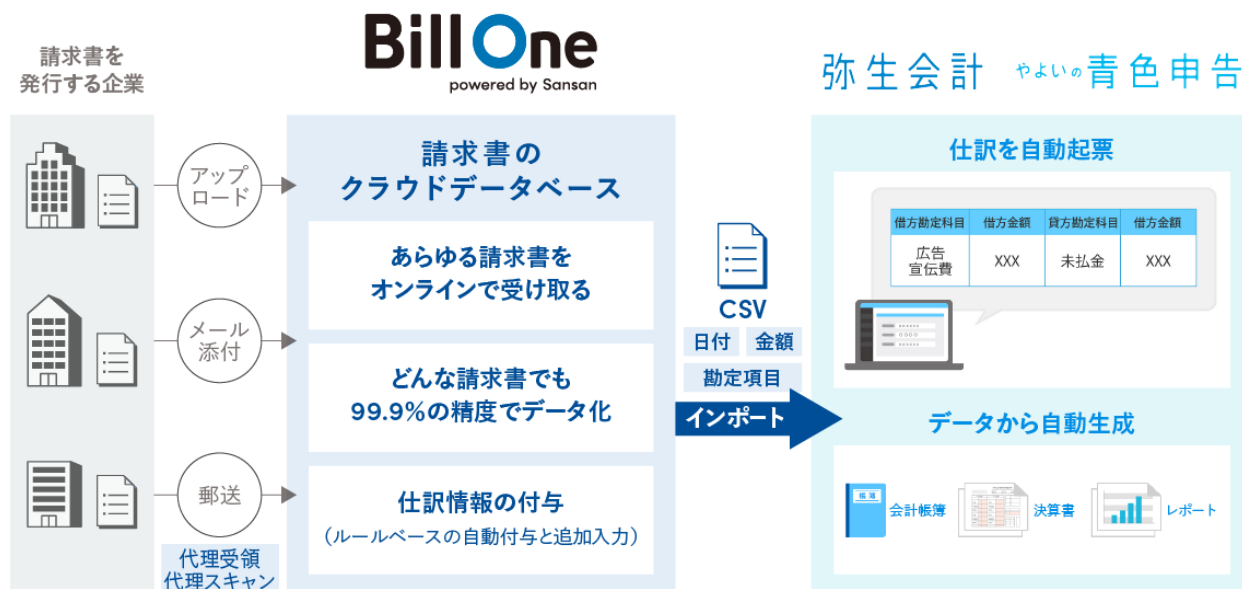 請求書を
発行する企業
アップ
ロード
メール
添付
郵送
代理受領
代理スキャン
Bill One
powered by Sansan
請求書の
クラウドデータベース
あらゆる請求書を
オンラインで受け取る
どんな請求書でも
99.9%の精度でデータ化
仕訳情報の付与
(ルールベースの自動付与と追加入力)
CSV
日付 金額
勘定項目
インポート
弥生会計 やよいの青色申告
仕訳を自動起票
借方勘定科目 借方金額 貸方勘定科目 借方金額
広告
宣伝費 XXX 未払金 XXX
データから自動生成
帳簿
会計帳簿 決算書 レポート